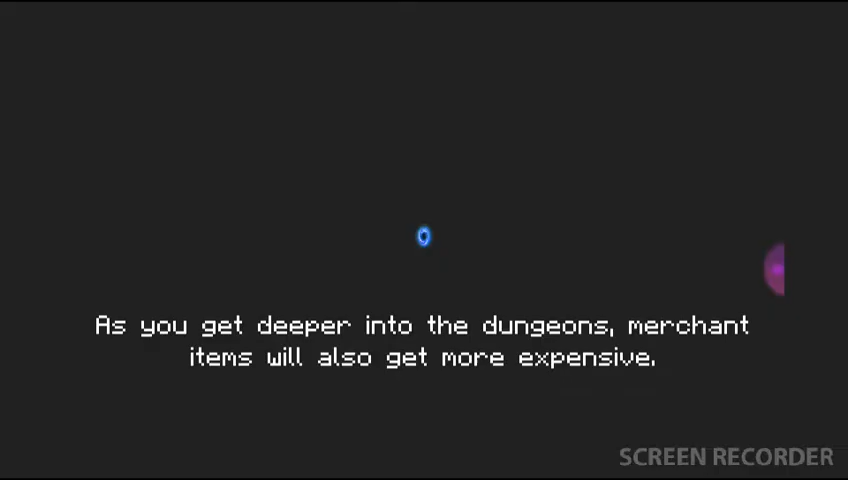 As you get deeper into the dungeons, merchant
items will also get more expensive.
SCREEN RECORDER